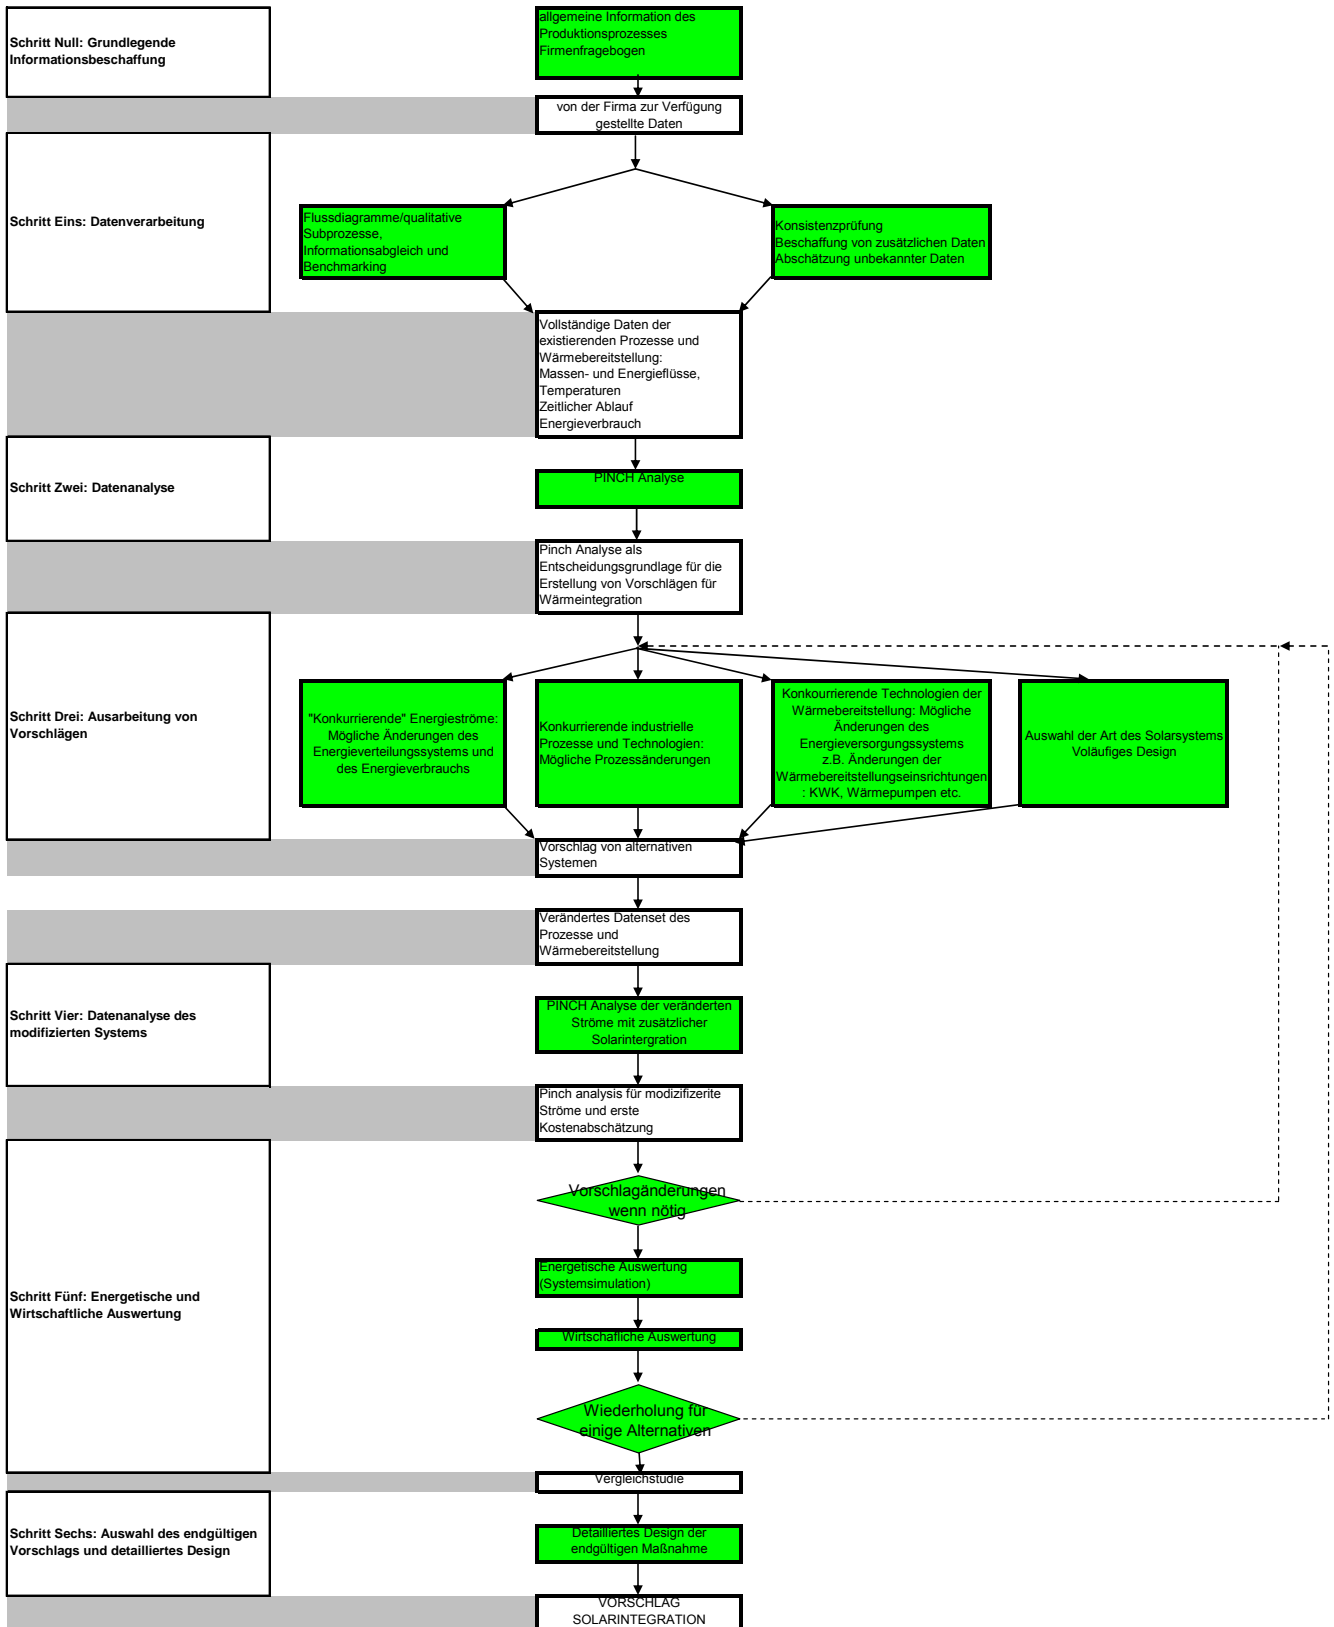 Schritt Null: Grundlegende
Informationsbeschaffung
allgemeine Information des
Produktionsprozesses
Firmenfragebogen
von der Firma zur Verfügung
gestellte Daten
Schritt Eins: Datenverarbeitung
Flussdiagramme/qualitative
Subprozesse,
Informationsabgleich und
Benchmarking
Konsistenzprüfung
Beschaffung von zusätzlichen Daten
Abschätzung unbekannter Daten
Vollständige Daten der
existierenden Prozesse und
Wärmebereitstellung:
Massen- und Energieflüsse,
Temperaturen
Zeitlicher Ablauf
Energieverbrauch
Schritt Zwei: Datenanalyse
PINCH Analyse
Pinch Analyse als
Entscheidungsgrundlage für die
Erstellung von Vorschlägen für
Wärmeintegration
Schritt Drei: Ausarbeitung von
Vorschlägen
"Konkurrierende" Energieströme:
Mögliche Änderungen des
Energieverteilungssystems und
des Energieverbrauchs
Konkurrierende industrielle
Prozesse und Technologien:
Mögliche Prozessänderungen
Konkourrierende Technologien der
Wärmebereitstellung: Mögliche
Änderungen des
Energieversorgungssystems
z.B. Änderungen der
Wärmebereitstellungseinrichtungen
: KWK, Wärmepumpen etc.
Auswahl der Art des Solarsystems
Voläufiges Design
Vorschlag von alternativen
Systemen
Verändertes Datenset des
Prozesse und
Wärmebereitstellung
Schritt Vier: Datenanalyse des
modifizierten Systems
PINCH Analyse der veränderten
Ströme mit zusätzlicher
Solarintergration
Pinch analysis für modizifizerite
Ströme und erste
Kostenabschätzung
Schritt Fünf: Energetische und
Wirtschaftliche Auswertung
Vorschlagänderungen
wenn nötig
Energetische Auswertung
(Systemsimulation)
Wirtschafliche Auswertung
Wiederholung für
einige Alternativen
Vergleichstudie
Schritt Sechs: Auswahl des endgültigen
Vorschlags und detailliertes Design
Detailliertes Design der
endgültigen Maßnahme
VORSCHLAG
SOLARINTEGRATION